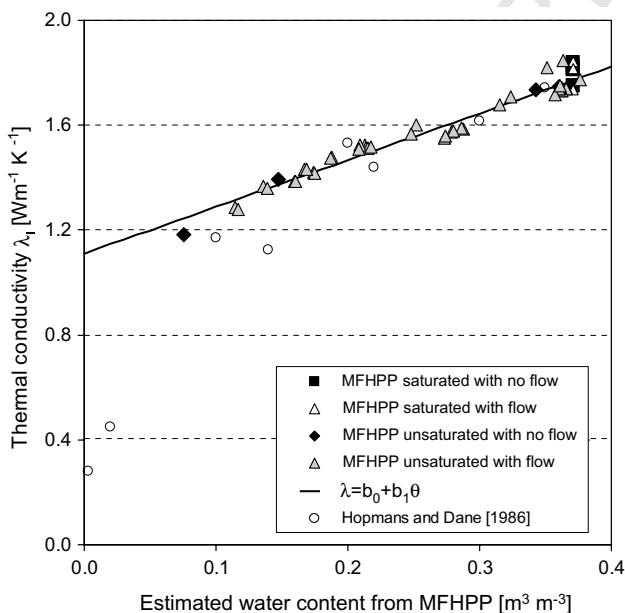 2.0
1.6
1.2
0.8
0.4
0.0
Thermal conductivity λl [Wm-1 K -1]
MFHPP saturated with no flow
MFHPP saturated with flow
MFHPP unsaturated with no flow
MFHPP unsaturated with flow
λ=b0+b1θ
Hopmans and Dane [1986]
0.0 0.1 0.2 0.3 0.4
Estimated water content from MFHPP [m3 m-3]